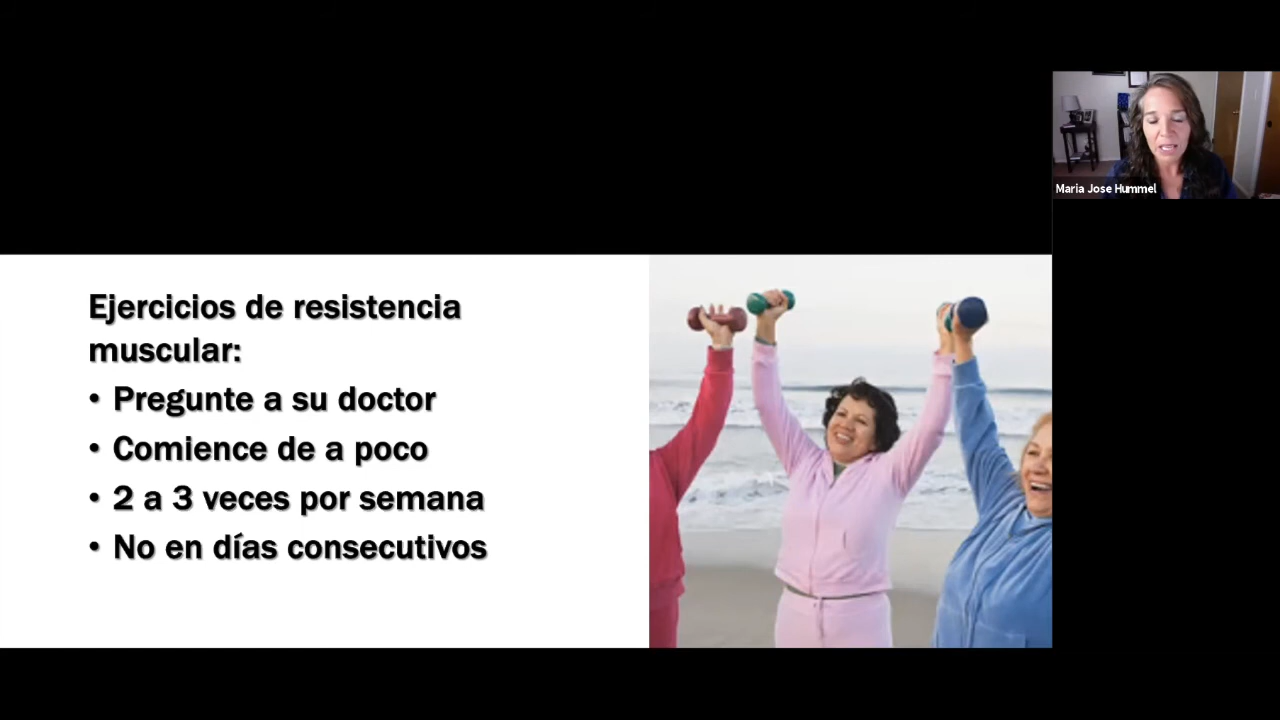 Ejercicios de resistencia
muscular:
• Pregunte a su doctor
• Comience de a poco
• 2 a 3 veces por semana
• No en días consecutivos
Maria Jose Hummel